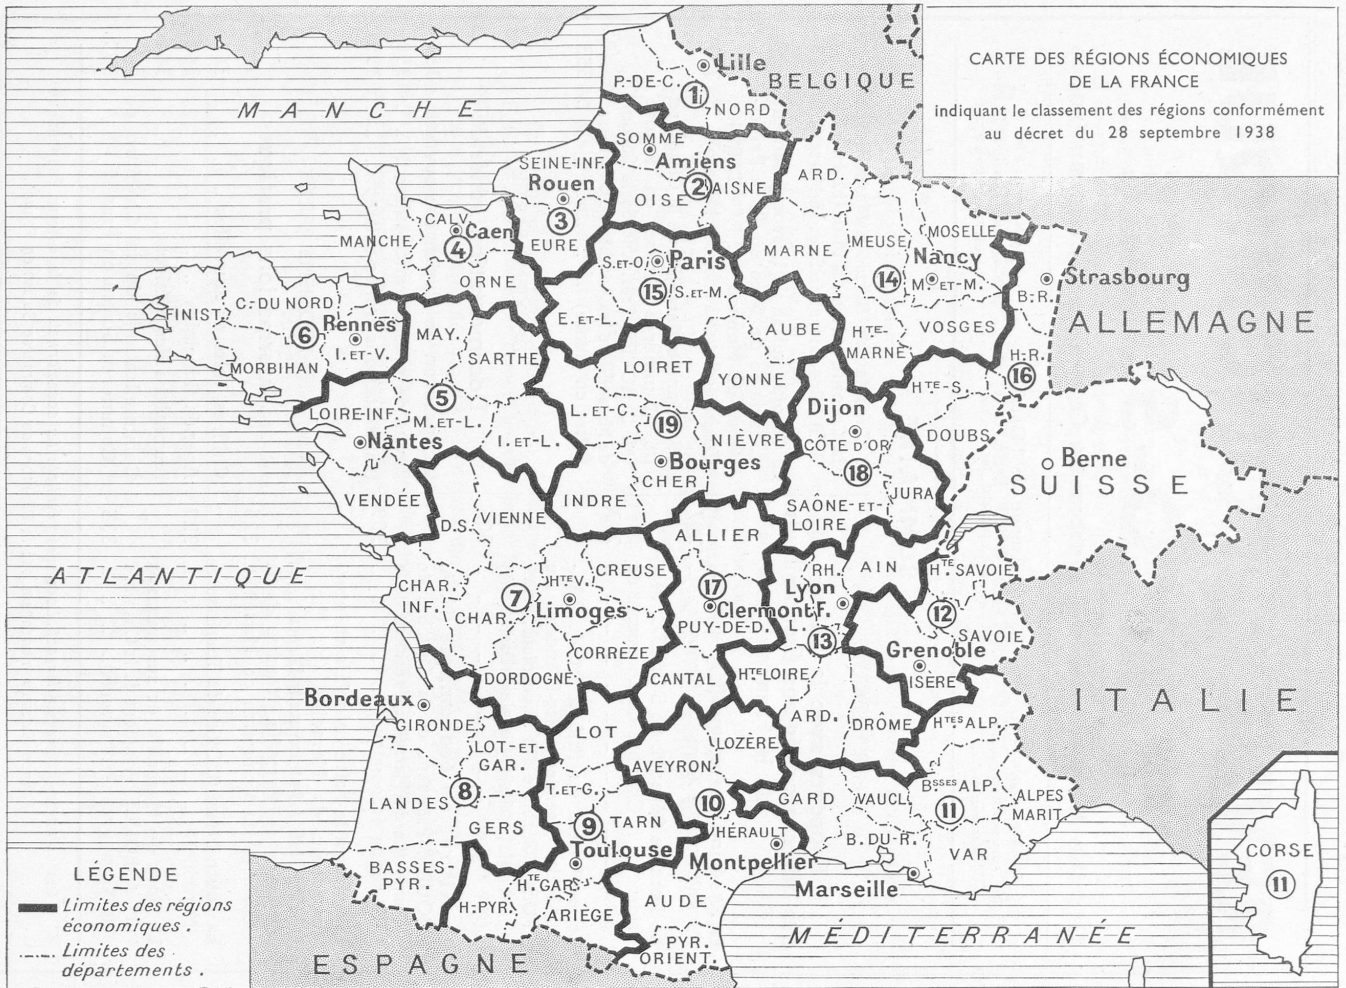 CARTE DES RÉGIONS ÉCONOMIQUES
DE LA FRANCE
indiquant le classement des régions conformément
au décret du 28 septembre 1938
MANCHE
BELGIQUE
Lille
P.-DE-C.
1
NORD
SOMME
Amiens
2
AISNE
OISE
SEINE-INF.
Rouen
3
EURE
CALV.
Caen
4
MANCHE
ORNE
ARD.
MARNE
MEUSE
MOSELLE
Nancy
14
M. ET-M.
VOSGES
HTE-
MARNE
Strasbourg
B.-R.
H.-R.
16
ALLEMAGNE
S.-ET-O.
Paris
15
S.ET-M.
E.-ET-L.
AUBE
YONNE
FINIST.
C.-DU NORD
6
Rennes
I.-ET-V.
MORBIHAN
MAY.
SARTHE
5
LOIRE-INF.
M.-ET-L.
I.-ET-L.
Nantes
VENDÉE
LOIRET
L.-ET-C.
19
NIÈVRE
Bourges
CHER
INDRE
Dijon
CÔTE D'OR
18
SAÔNE-ET-
LOIRE
HTE-S.
DOUBS
JURA
Berne
SUISSE
ATLANTIQUE
D.S.
VIENNE
CHAR.
INF.
CHAR.
7
HTE V.
Limoges
CREUSE
CORRÈZE
DORDOGNE
ALLIER
17
Clermont F.
PUY-DE-D.
CANTAL
RH.
AIN
Lyon
L.
13
HTE LOIRE
ARD.
DRÔME
HTE SAVOIE
12
SAVOIE
Grenoble
ISÈRE
ITALIE
Bordeaux
GIRONDE
LOT-ET-
GAR.
8
LANDES
GERS
BASSES-
PYR.
LOT
T.-ET-G.
9
TARN
Toulouse
HTE GAR.
H.-PYR.
ARIÈGE
AVEYRON
LOZÈRE
10
HÉRAULT
Montpellier
AUDE
PYR.
ORIENT.
GARD
VAUCL.
HTES ALP.
BSSES ALP.
11
ALPES
MARIT.
B.-DU-R.
VAR
Marseille
CORSE
11
MÉDITERRANÉE
ESPAGNE
LÉGENDE
Limites des régions
économiques.
Limites des
départements.